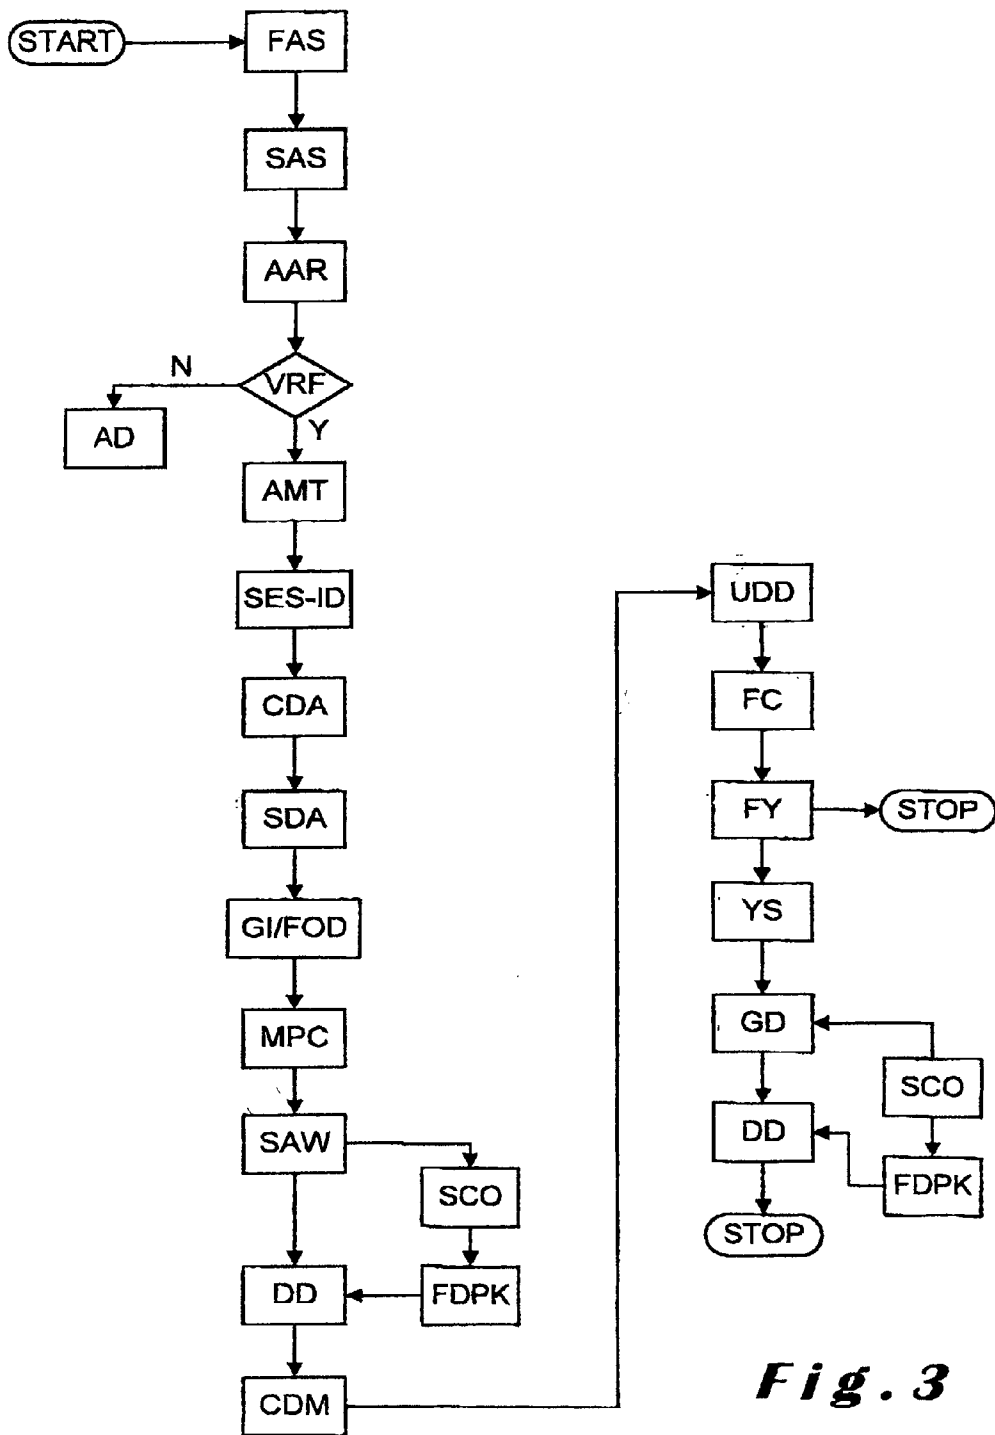 START
FAS
SAS
AAR
VRF
N
Y
AD
AMT
SES-ID
CDA
SDA
GI/FOD
MPC
SAW
SCO
DD
FDPK
CDM
UDD
FC
FY
STOP
YS
GD
SCO
DD
FDPK
STOP
Fig. 3